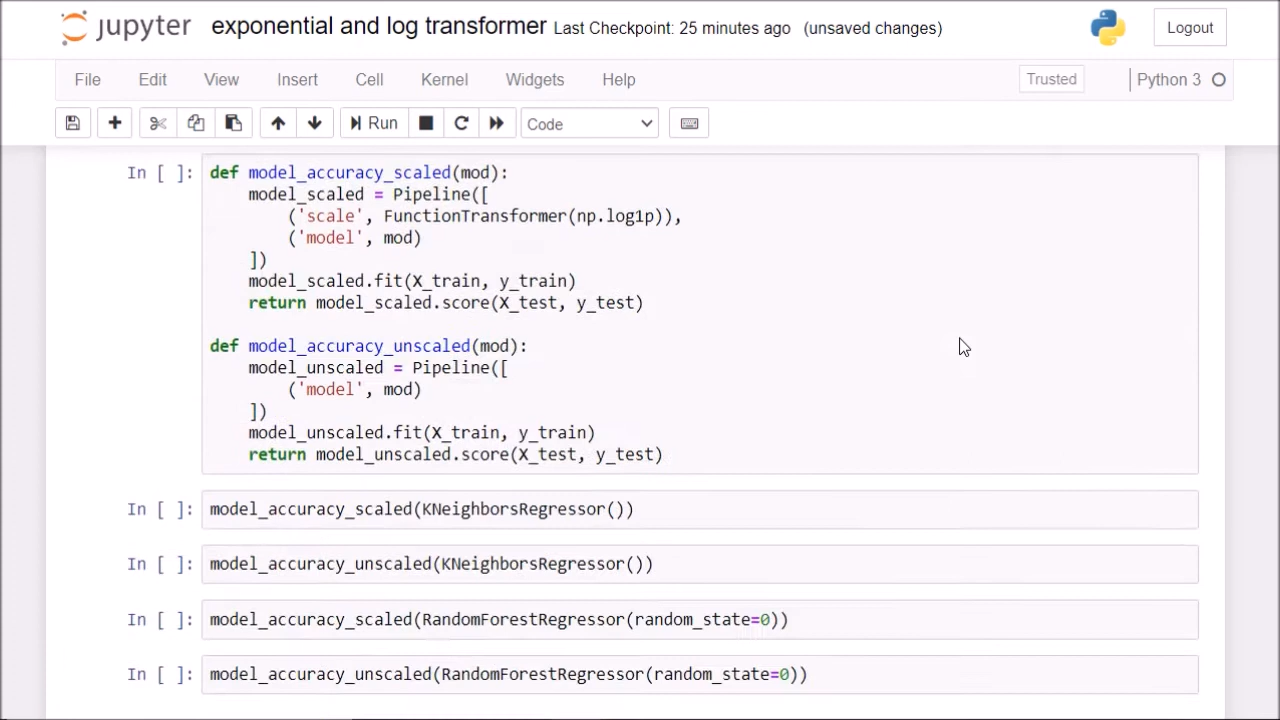 jupyter exponential and log transformer Last Checkpoint: 25 minutes ago (unsaved changes) Logout
File Edit View Insert Cell Kernel Widgets Help Trusted Python 3
Run Code
In [ ]: def model_accuracy_scaled(mod):
    model_scaled = Pipeline([
        ('scale', FunctionTransformer(np.log1p)),
        ('model', mod)
    ])
    model_scaled.fit(X_train, y_train)
    return model_scaled.score(X_test, y_test)
def model_accuracy_unscaled(mod):
    model_unscaled = Pipeline([
        ('model', mod)
    ])
    model_unscaled.fit(X_train, y_train)
    return model_unscaled.score(X_test, y_test)
In [ ]: model_accuracy_scaled(KNeighborsRegressor())
In [ ]: model_accuracy_unscaled(KNeighborsRegressor())
In [ ]: model_accuracy_scaled(RandomForestRegressor(random_state=0))
In [ ]: model_accuracy_unscaled(RandomForestRegressor(random_state=0))